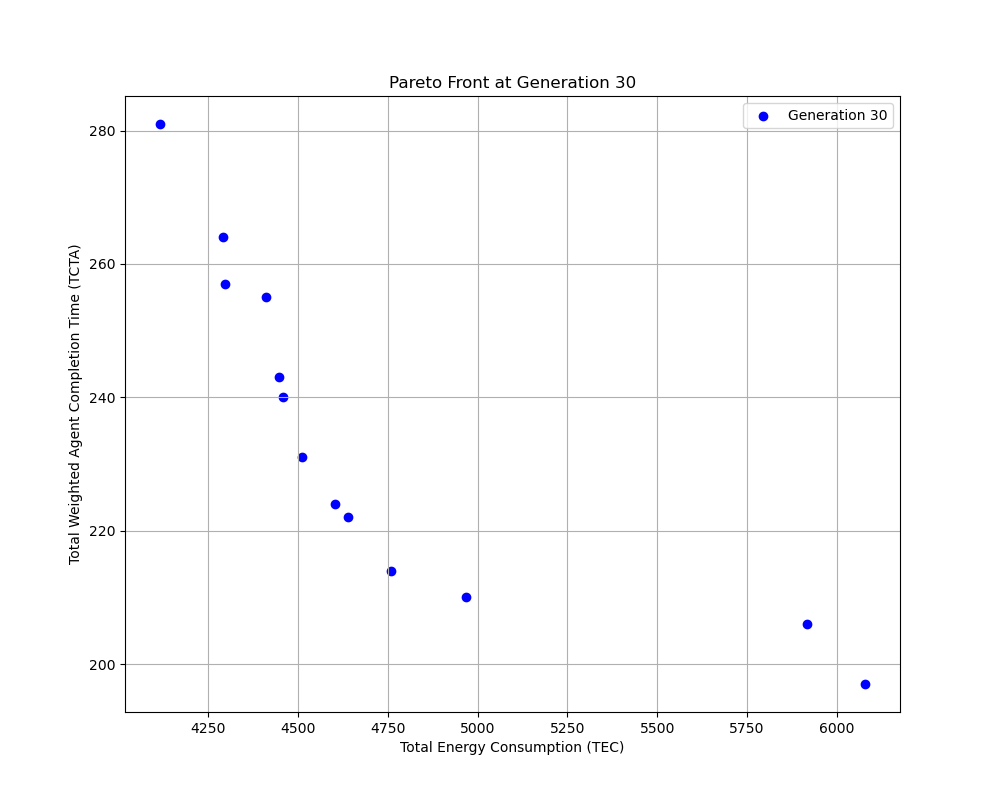 Pareto Front at Generation 30
Generation 30
Total Weighted Agent Completion Time (TCTA)
280
260
240
220
200
4250 4500 4750 5000 5250 5500 5750 6000
Total Energy Consumption (TEC)